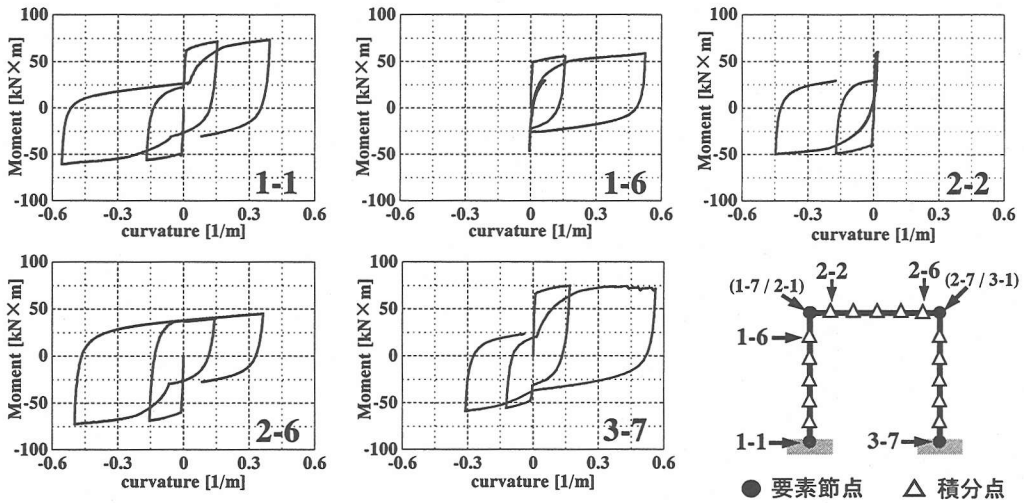 Moment [kN×m]
100
50
0
-50
-100
-0.6 -0.3 0 0.3 0.6
curvature [1/m]
1-1
Moment [kN×m]
100
50
0
-50
-100
-0.6 -0.3 0 0.3 0.6
curvature [1/m]
1-6
Moment [kN×m]
100
50
0
-50
-100
-0.6 -0.3 0 0.3 0.6
curvature [1/m]
2-2
Moment [kN×m]
100
50
0
-50
-100
-0.6 -0.3 0 0.3 0.6
curvature [1/m]
2-6
Moment [kN×m]
100
50
0
-50
-100
-0.6 -0.3 0 0.3 0.6
curvature [1/m]
3-7
2-2 2-6
(1-7 / 2-1) (2-7 / 3-1)
1-6
1-1 3-7
● 要素節点 △ 積分点